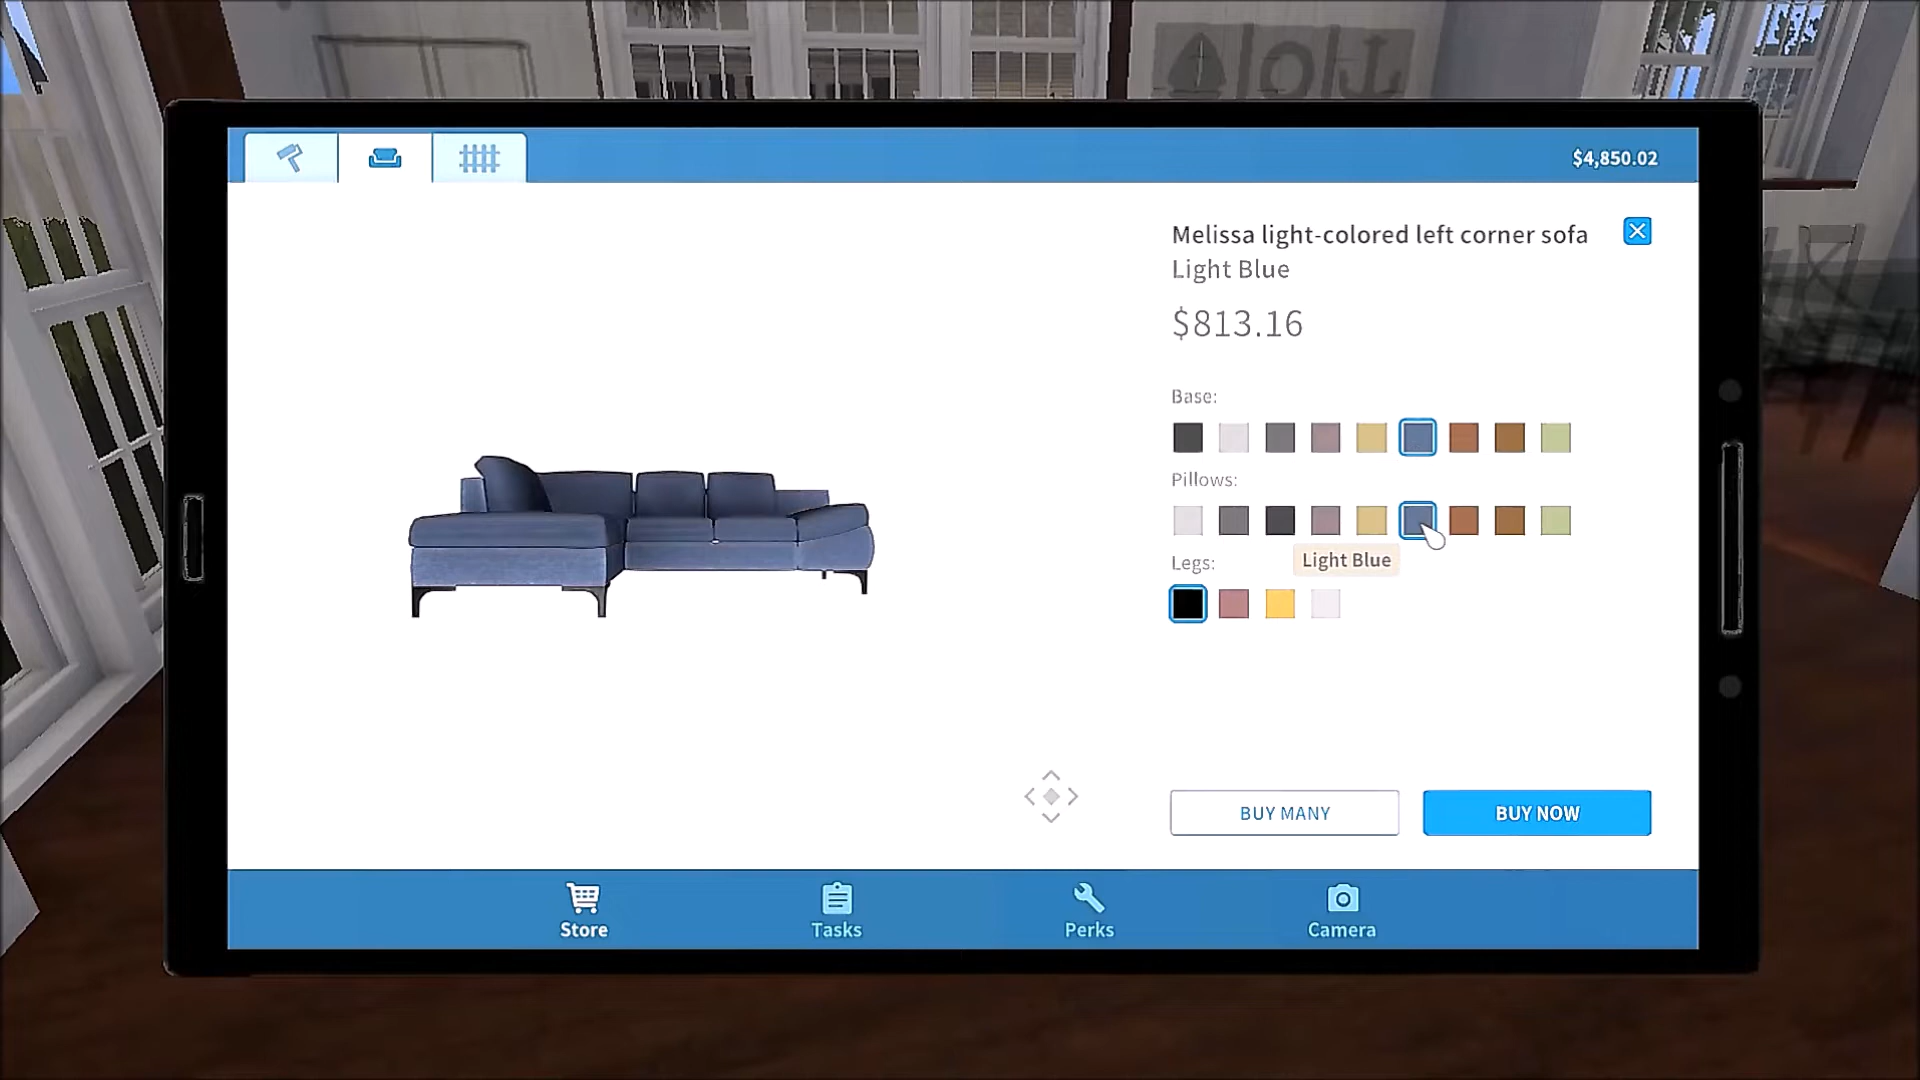 $4,850.02
Melissa light-colored left corner sofa
Light Blue
$813.16
Base:
Pillows:
Light Blue
Legs:
BUY MANY
BUY NOW
Store
Tasks
Perks
Camera